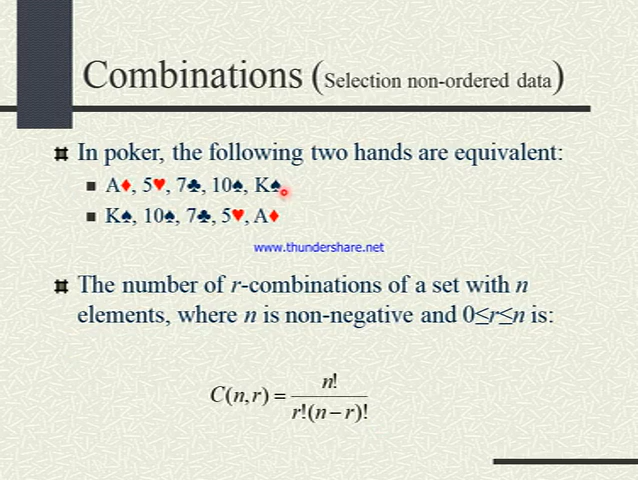 Combinations (Selection non-ordered data)
In poker, the following two hands are equivalent:
A♦, 5♥, 7♣, 10♠, K♠
K♠, 10♠, 7♣, 5♥, A♦
www.thundershare.net
The number of r-combinations of a set with n
elements, where n is non-negative and 0≤r≤n is:
C(n,r) = n! / r!(n−r)!